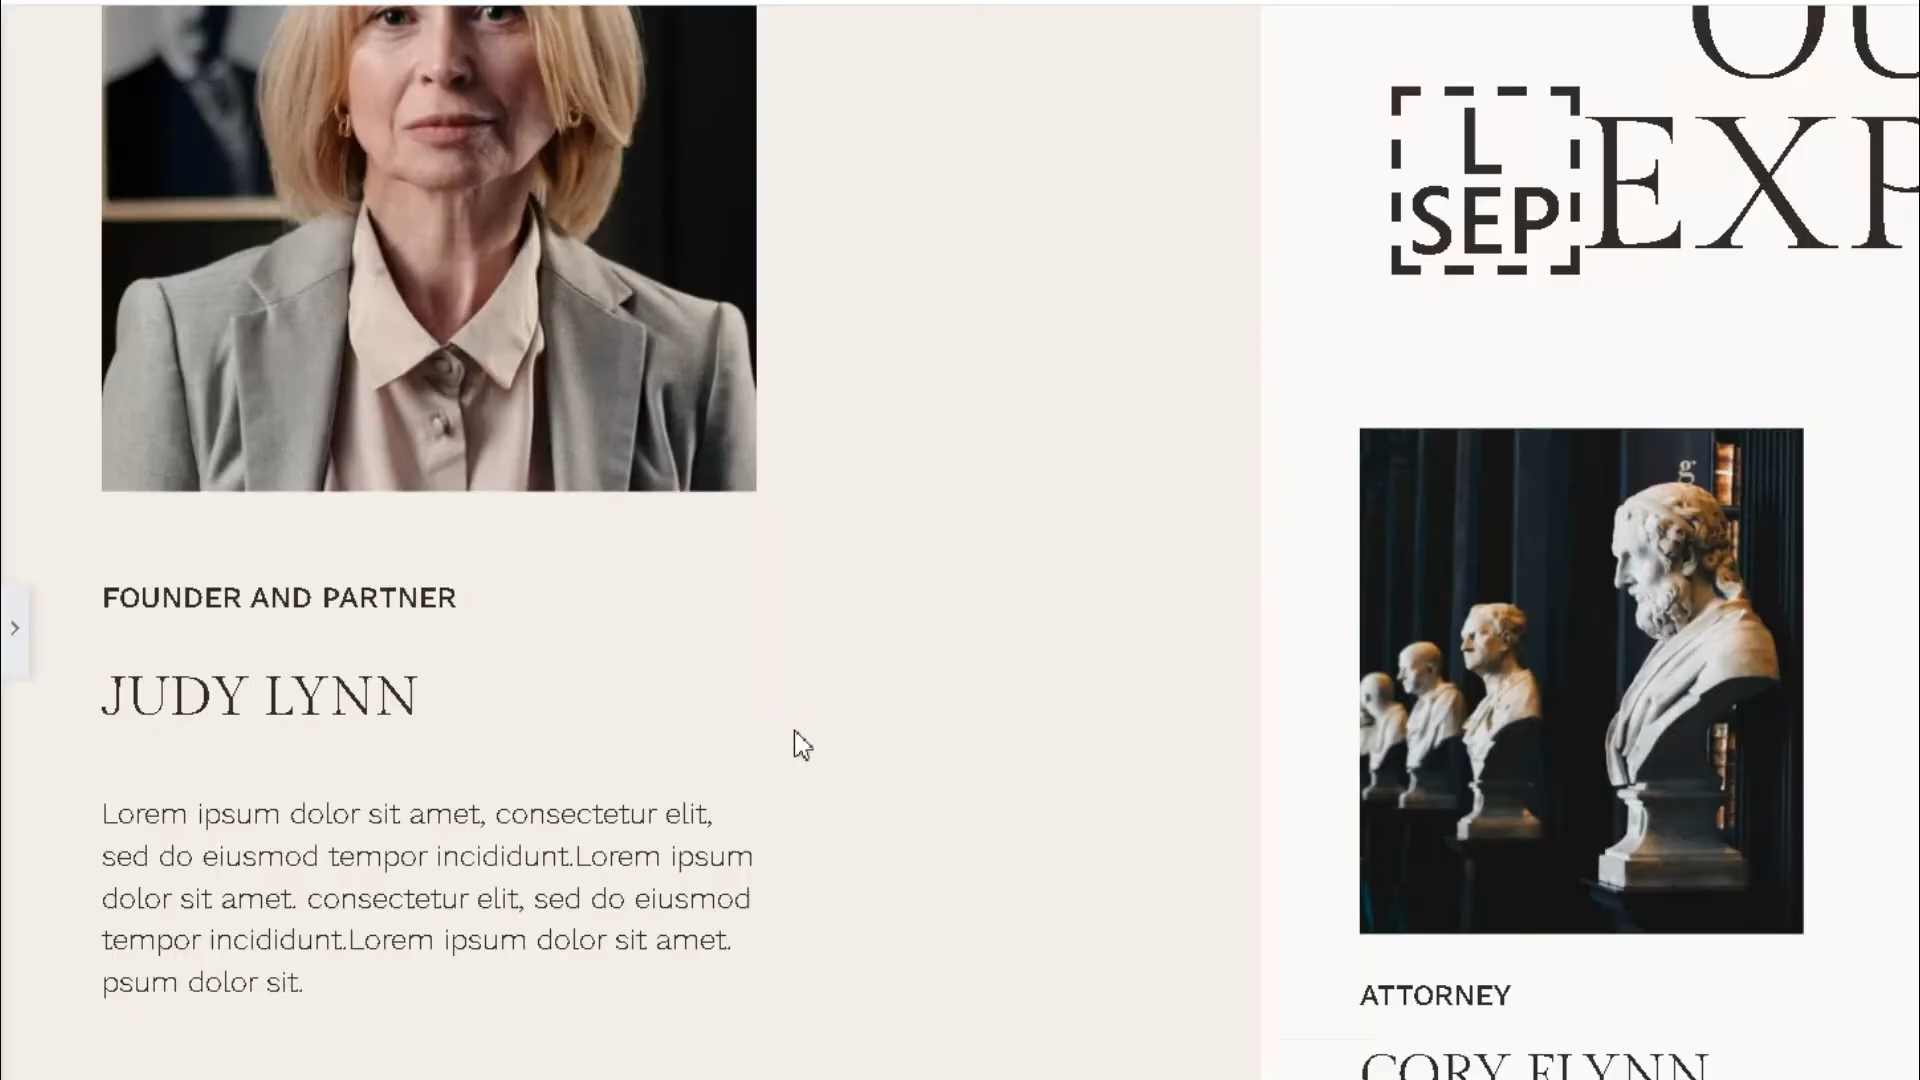 FOUNDER AND PARTNER
JUDY LYNN
Lorem ipsum dolor sit amet, consectetur elit,
sed do eiusmod tempor incididunt.Lorem ipsum
dolor sit amet. consectetur elit, sed do eiusmod
tempor incididunt.Lorem ipsum dolor sit amet.
psum dolor sit.
OU
L
SEP
EXP
g
ATTORNEY
CORY FLYNN